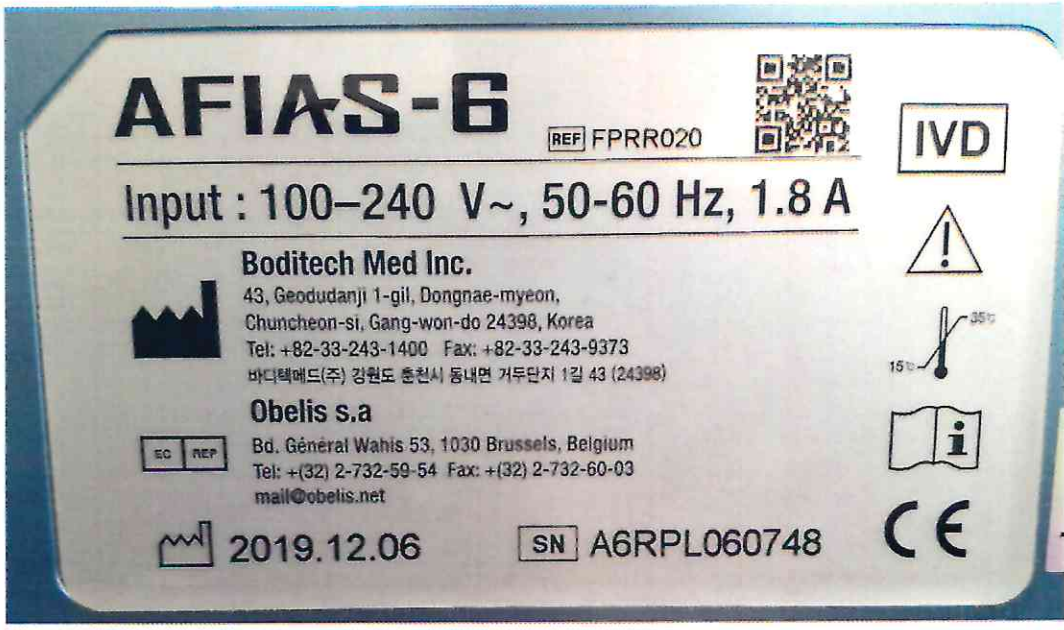 AFIAS-6
REF FPRR020
IVD
Input : 100–240 V~, 50-60 Hz, 1.8 A
Boditech Med Inc.
43, Geodudanji 1-gil, Dongnae-myeon,
Chuncheon-si, Gang-won-do 24398, Korea
Tel: +82-33-243-1400 Fax: +82-33-243-9373
바디텍메드(주) 강원도 춘천시 동내면 거두단지 1길 43 (24398)
35℃
15℃
Obelis s.a
EC REP
Bd. Général Wahis 53, 1030 Brussels, Belgium
Tel: +(32) 2-732-59-54 Fax: +(32) 2-732-60-03
mail@obelis.net
i
2019.12.06
SN A6RPL060748
CE